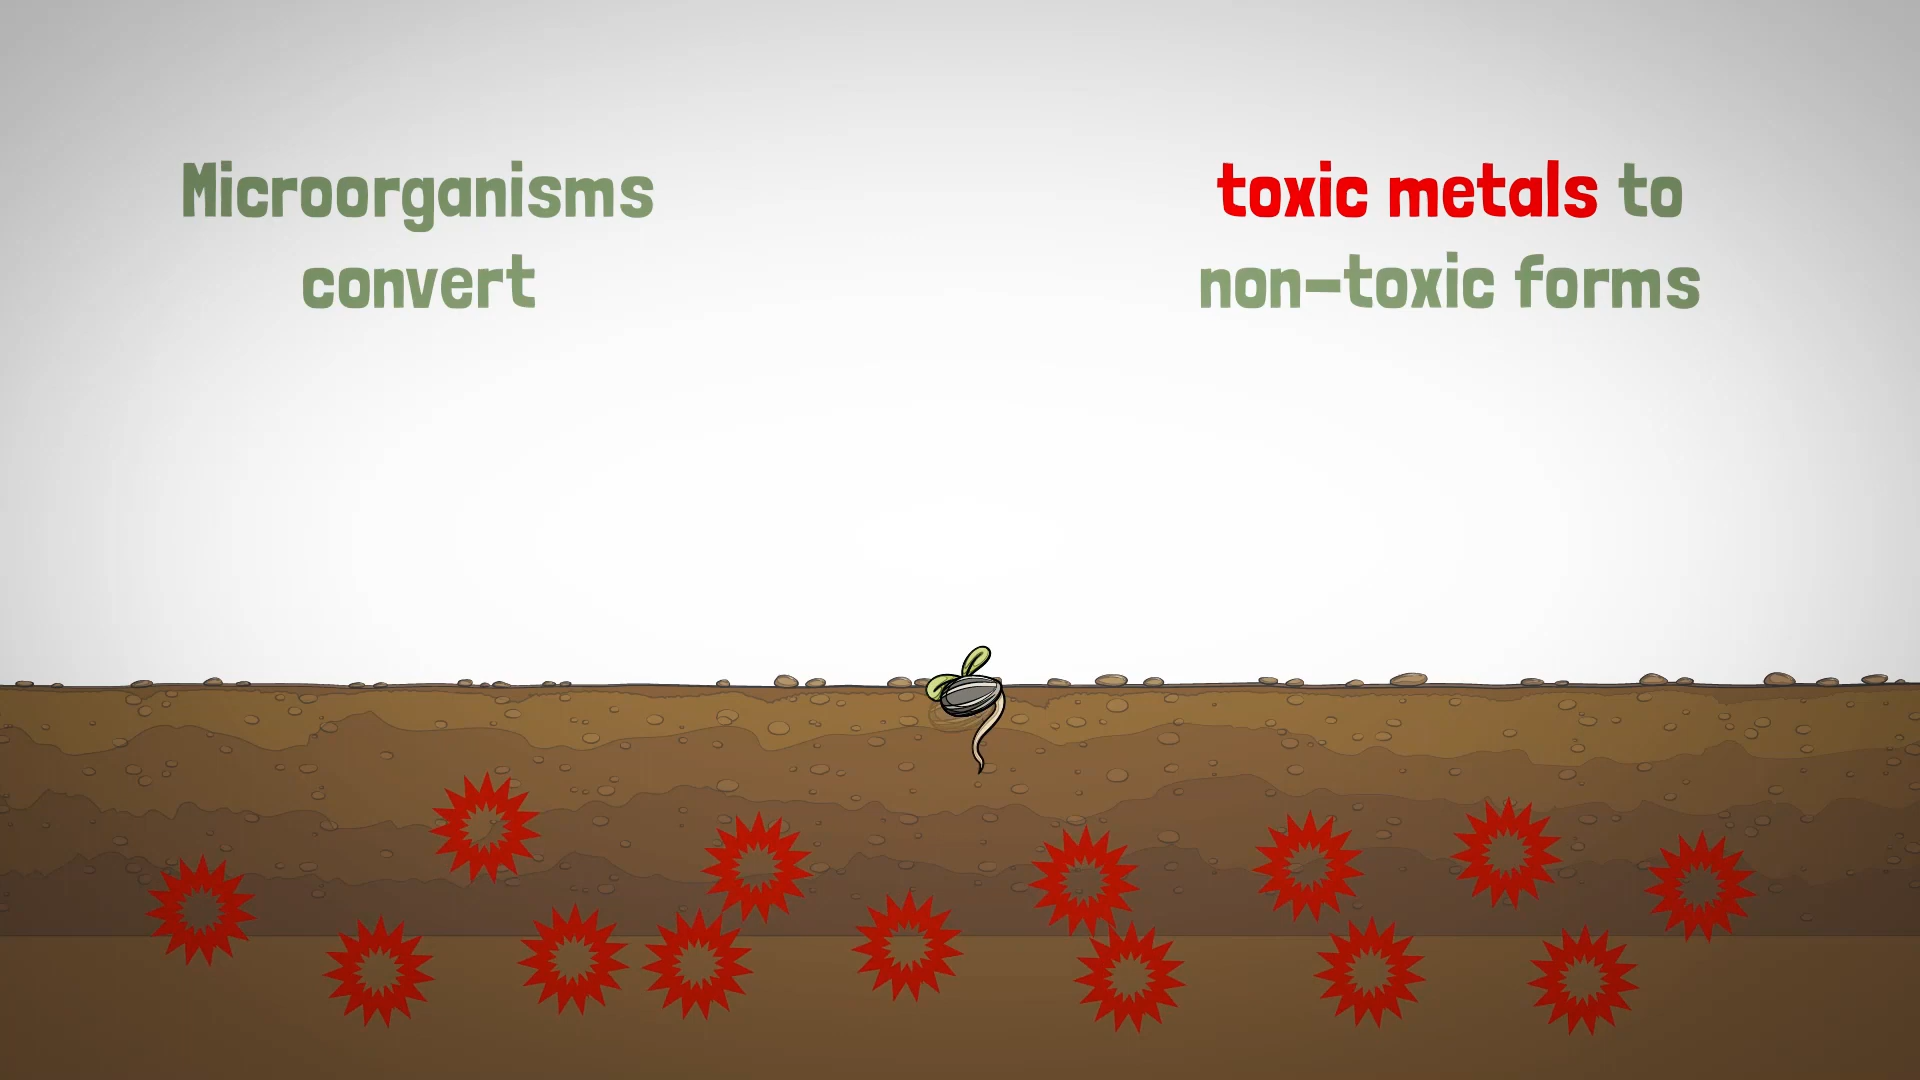 Microorganisms
convert
toxic metals to
non-toxic forms